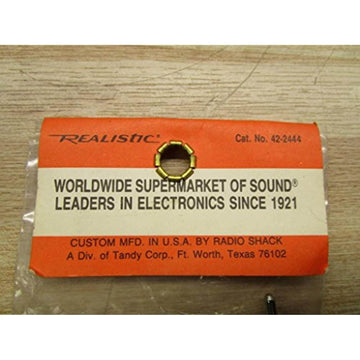 REALISTIC®
Cat. No. 42-2444
WORLDWIDE SUPERMARKET OF SOUND®
LEADERS IN ELECTRONICS SINCE 1921
CUSTOM MFD. IN U.S.A. BY RADIO SHACK
A Div. of Tandy Corp., Ft. Worth, Texas 76102